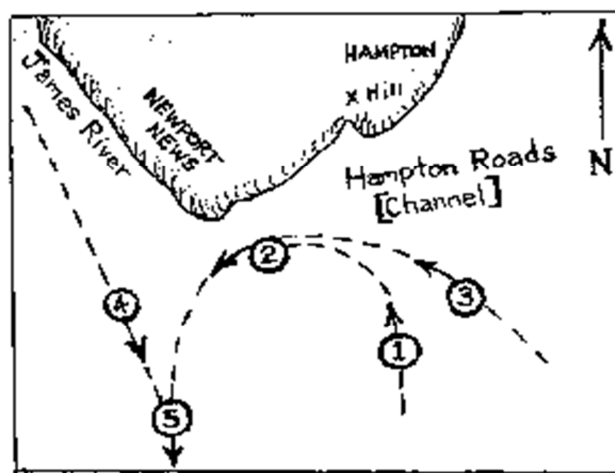 HAMPTON
x Hill
James River
NEWPORT
NEWS
Hampton Roads
[Channel]
N
2
3
4
1
5